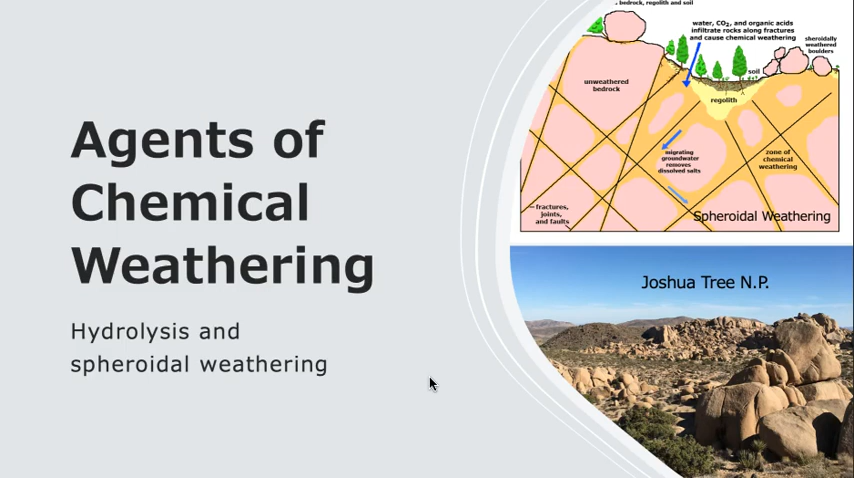 Agents of
Chemical
Weathering
Hydrolysis and
spheroidal weathering
bedrock, regolith and soil
water, CO₂, and organic acids
infiltrate rocks along fractures
and cause chemical weathering
sheroidally
weathered
boulders
soil
unweathered
bedrock
regolith
migrating
groundwater
removes
dissolved salts
zone of
chemical
weathering
fractures,
joints,
and faults
Spheroidal Weathering
Joshua Tree N.P.